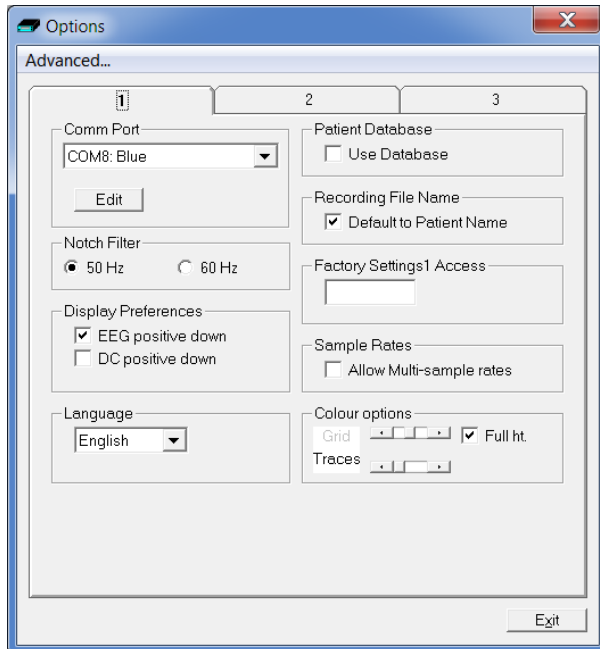 Options
Advanced...
1 2 3
Comm Port
COM8: Blue
Edit
Notch Filter
50 Hz 60 Hz
Display Preferences
EEG positive down
DC positive down
Language
English
Patient Database
Use Database
Recording File Name
Default to Patient Name
Factory Settings1 Access
Sample Rates
Allow Multi-sample rates
Colour options
Grid Full ht.
Traces
Exit